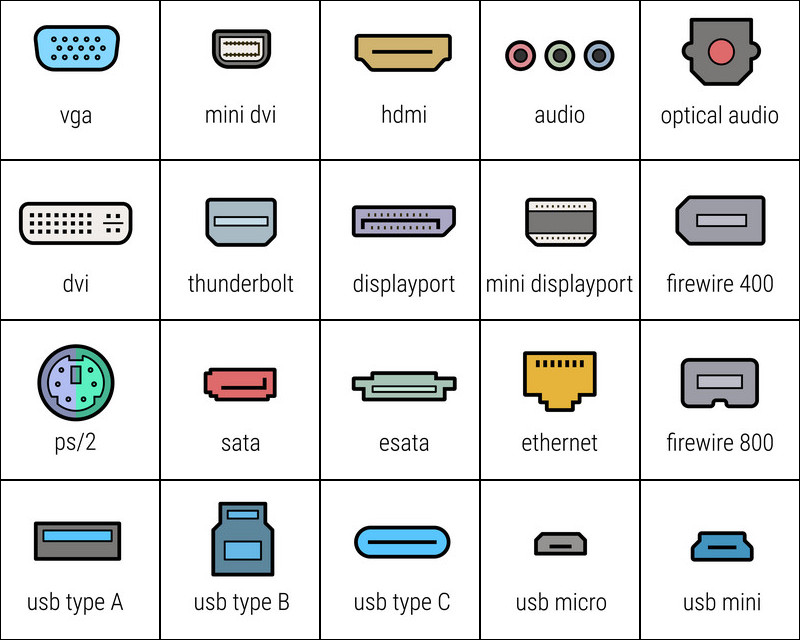 vga
mini dvi
hdmi
audio
optical audio
dvi
thunderbolt
displayport
mini displayport
firewire 400
ps/2
sata
esata
ethernet
firewire 800
usb type A
usb type B
usb type C
usb micro
usb mini